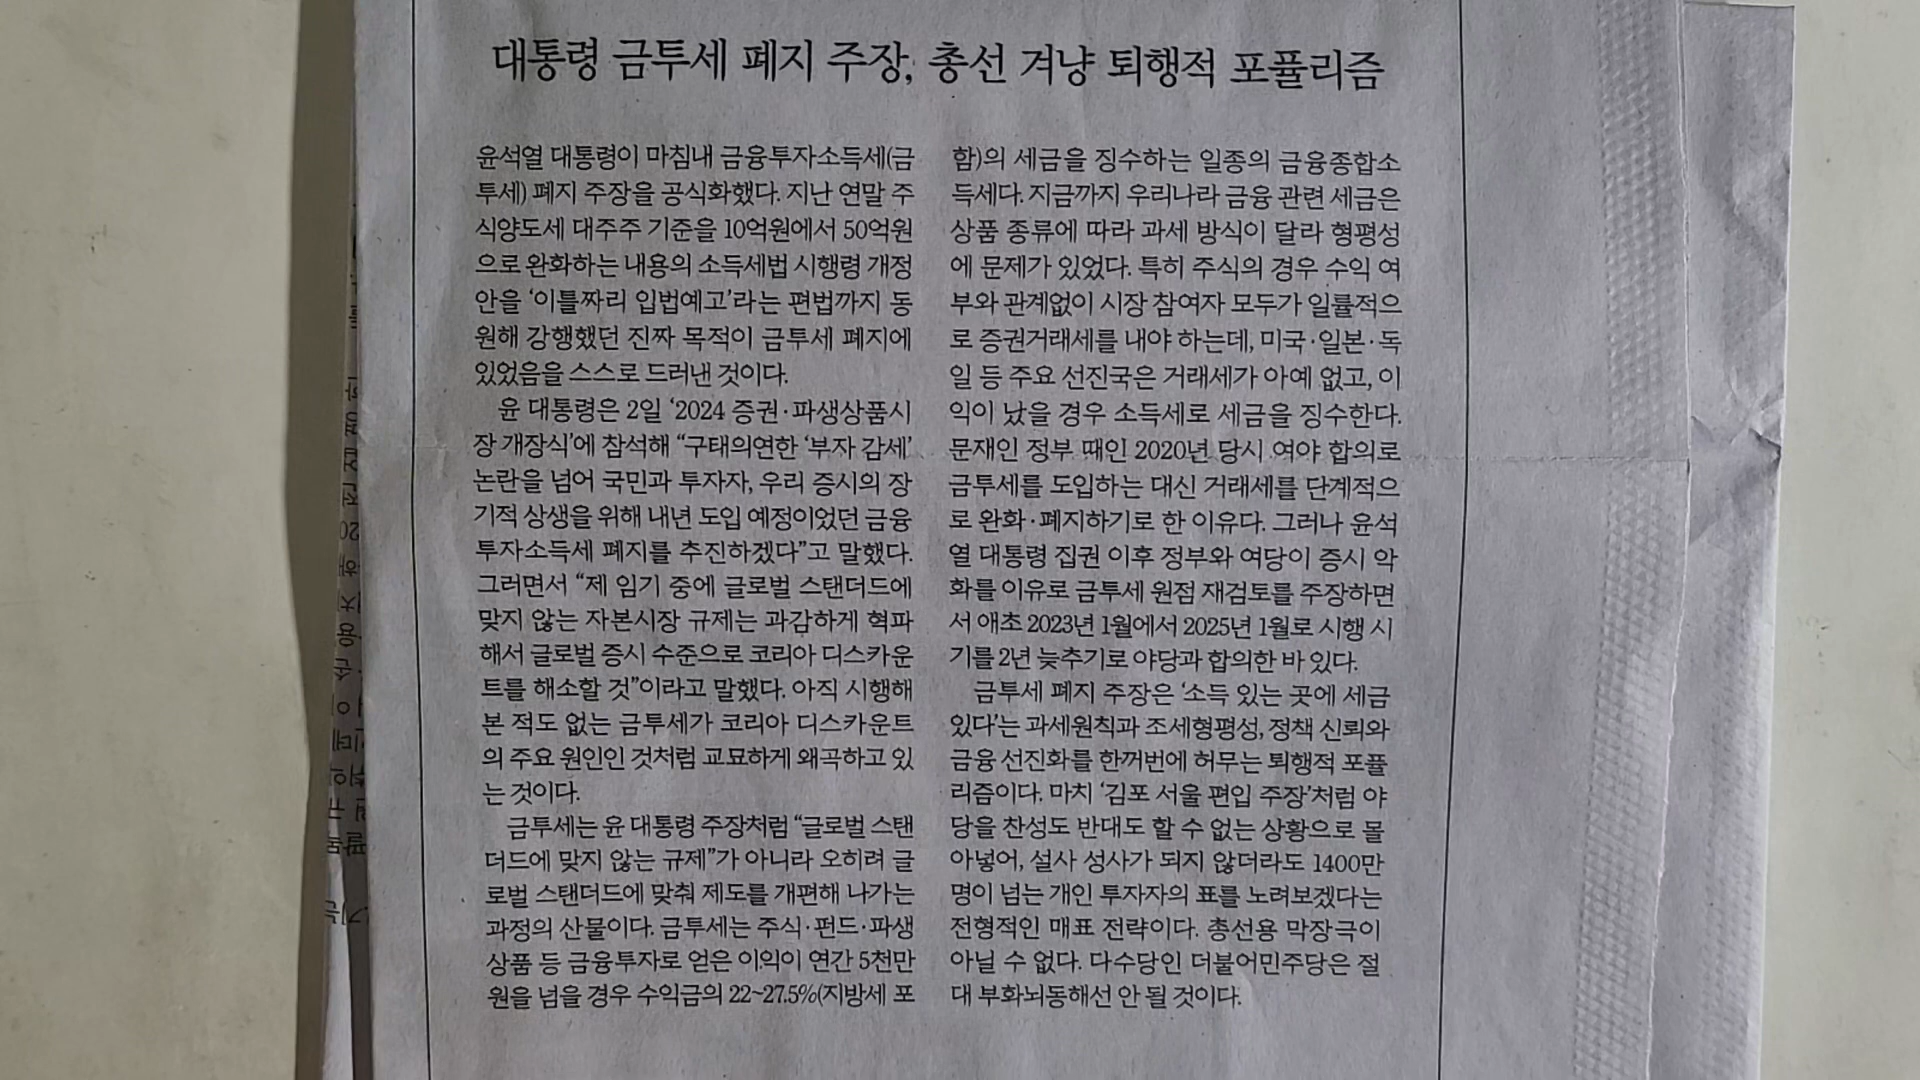 대통령 금투세 폐지 주장, 총선 겨냥 퇴행적 포퓰리즘
윤석열 대통령이 마침내 금융투자소득세(금
투세) 폐지 주장을 공식화했다. 지난 연말 주
식양도세 대주주 기준을 10억원에서 50억원
으로 완화하는 내용의 소득세법 시행령 개정
안을 ‘이틀짜리 입법예고’라는 편법까지 동
원해 강행했던 진짜 목적이 금투세 폐지에
있었음을 스스로 드러낸 것이다.
윤 대통령은 2일 ‘2024 증권·파생상품시
장 개장식’에 참석해 “구태의연한 ‘부자 감세’
논란을 넘어 국민과 투자자, 우리 증시의 장
기적 상생을 위해 내년 도입 예정이었던 금융
투자소득세 폐지를 추진하겠다”고 말했다.
그러면서 “제 임기 중에 글로벌 스탠더드에
맞지 않는 자본시장 규제는 과감하게 혁파
해서 글로벌 증시 수준으로 코리아 디스카운
트를 해소할 것”이라고 말했다. 아직 시행해
본 적도 없는 금투세가 코리아 디스카운트
의 주요 원인인 것처럼 교묘하게 왜곡하고 있
는 것이다.
금투세는 윤 대통령 주장처럼 “글로벌 스탠
더드에 맞지 않는 규제”가 아니라 오히려 글
로벌 스탠더드에 맞춰 제도를 개편해 나가는
과정의 산물이다. 금투세는 주식·펀드·파생
상품 등 금융투자로 얻은 이익이 연간 5천만
원을 넘을 경우 수익금의 22~27.5%(지방세 포
함)의 세금을 징수하는 일종의 금융종합소
득세다. 지금까지 우리나라 금융 관련 세금은
상품 종류에 따라 과세 방식이 달라 형평성
에 문제가 있었다. 특히 주식의 경우 수익 여
부와 관계없이 시장 참여자 모두가 일률적으
로 증권거래세를 내야 하는데, 미국·일본·독
일 등 주요 선진국은 거래세가 아예 없고, 이
익이 났을 경우 소득세로 세금을 징수한다.
문재인 정부 때인 2020년 당시 여야 합의로
금투세를 도입하는 대신 거래세를 단계적으
로 완화·폐지하기로 한 이유다. 그러나 윤석
열 대통령 집권 이후 정부와 여당이 증시 악
화를 이유로 금투세 원점 재검토를 주장하면
서 애초 2023년 1월에서 2025년 1월로 시행 시
기를 2년 늦추기로 야당과 합의한 바 있다.
금투세 폐지 주장은 ‘소득 있는 곳에 세금
있다’는 과세원칙과 조세형평성, 정책 신뢰와
금융 선진화를 한꺼번에 허무는 퇴행적 포퓰
리즘이다. 마치 ‘김포 서울 편입 주장’처럼 야
당을 찬성도 반대도 할 수 없는 상황으로 몰
아넣어, 설사 성사가 되지 않더라도 1400만
명이 넘는 개인 투자자의 표를 노려보겠다는
전형적인 매표 전략이다. 총선용 막장극이
아닐 수 없다. 다수당인 더불어민주당은 절
대 부화뇌동해선 안 될 것이다.